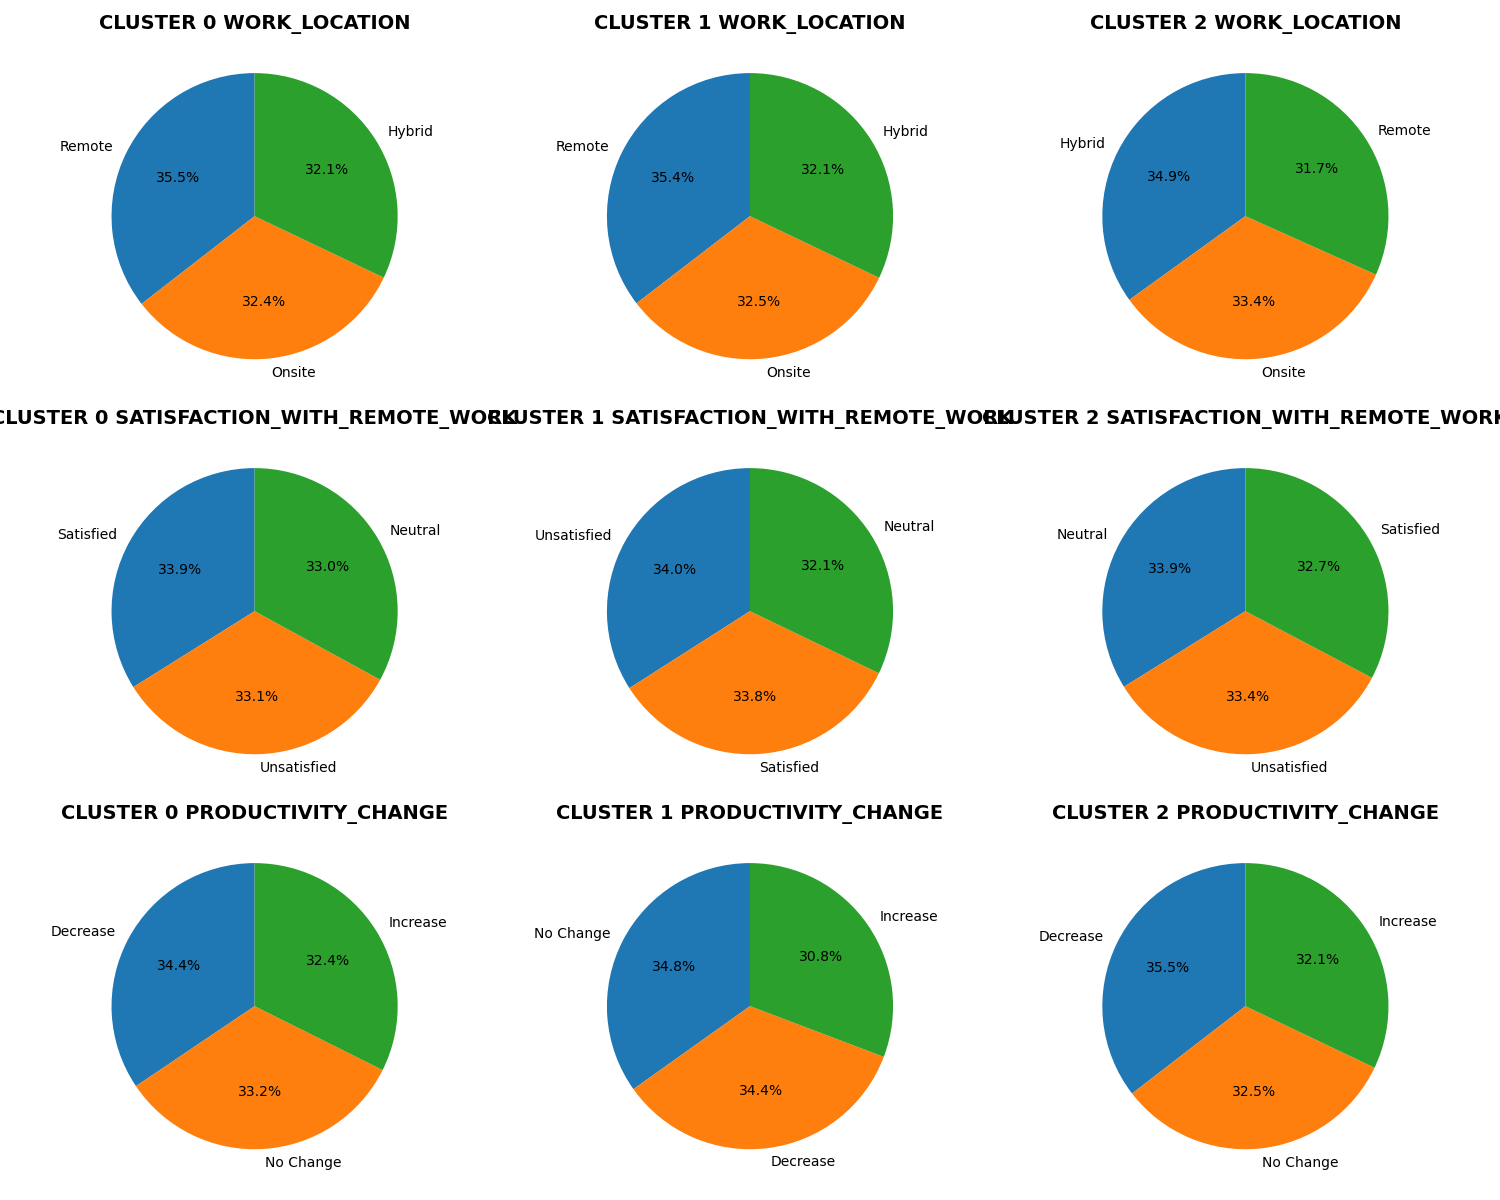 CLUSTER 0 WORK_LOCATION
Remote
Hybrid
35.5%
32.1%
32.4%
Onsite
CLUSTER 1 WORK_LOCATION
Remote
Hybrid
35.4%
32.1%
32.5%
Onsite
CLUSTER 2 WORK_LOCATION
Hybrid
Remote
34.9%
31.7%
33.4%
Onsite
CLUSTER 0 SATISFACTION_WITH_REMOTE_WORK
Satisfied
Neutral
33.9%
33.0%
33.1%
Unsatisfied
CLUSTER 1 SATISFACTION_WITH_REMOTE_WORK
Unsatisfied
Neutral
34.0%
32.1%
33.8%
Satisfied
CLUSTER 2 SATISFACTION_WITH_REMOTE_WORK
Neutral
Satisfied
33.9%
32.7%
33.4%
Unsatisfied
CLUSTER 0 PRODUCTIVITY_CHANGE
Decrease
Increase
34.4%
32.4%
33.2%
No Change
CLUSTER 1 PRODUCTIVITY_CHANGE
No Change
Increase
34.8%
30.8%
34.4%
Decrease
CLUSTER 2 PRODUCTIVITY_CHANGE
Decrease
Increase
35.5%
32.1%
32.5%
No Change